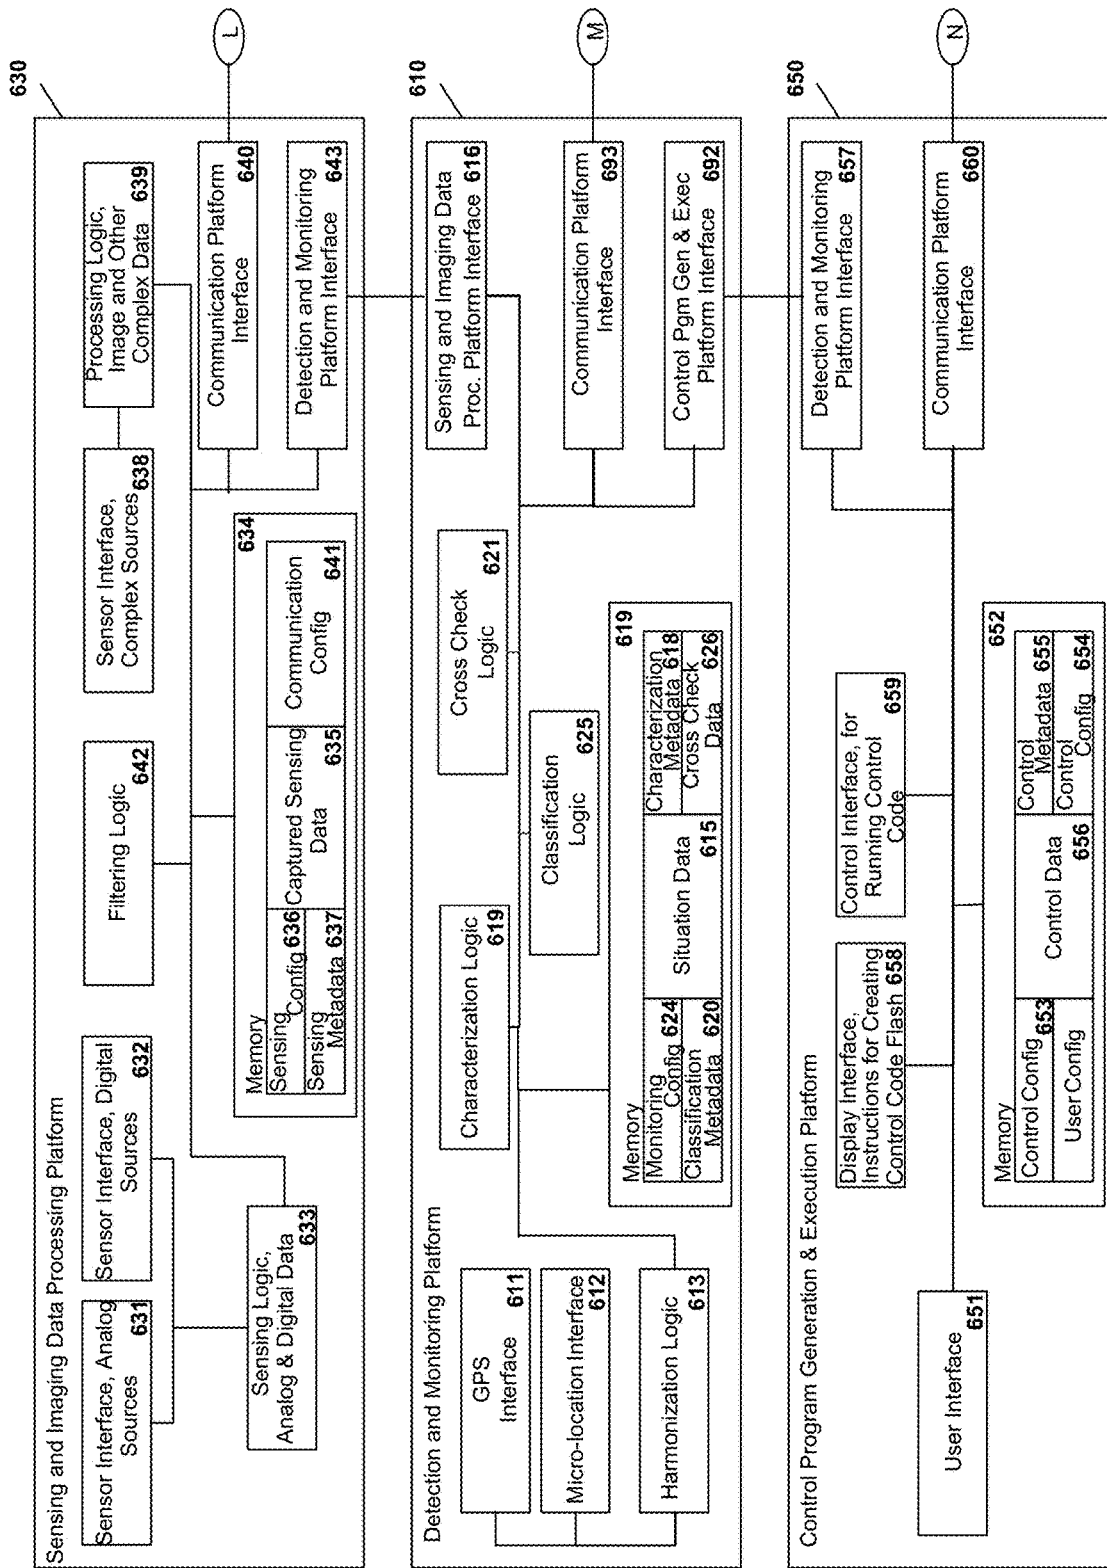 630
Sensing and Imaging Data Processing Platform
Sensor Interface, Analog
Sources
631
Sensor Interface, Digital
Sources
632
Sensing Logic,
Analog & Digital Data
633
Filtering Logic
642
Sensor Interface,
Complex Sources
638
Processing Logic,
Image and Other
Complex Data
639
Memory
634
Sensing
Config
636
Sensing
Metadata
637
Captured Sensing
Data
635
Communication
Config
641
Communication Platform
Interface
640
Detection and Monitoring
Platform Interface
643
L
610
Detection and Monitoring Platform
GPS
Interface
611
Micro-location Interface
612
Harmonization Logic
613
Characterization Logic
619
Classification
Logic
625
Cross Check
Logic
621
Memory
619
Monitoring
Config
624
Classification
Metadata
620
Situation Data
615
Characterization
Metadata
618
Cross Check
Data
626
Sensing and Imaging Data
Proc. Platform Interface
616
Communication Platform
Interface
693
Control Pgm Gen & Exec
Platform Interface
692
M
650
Control Program Generation & Execution Platform
User Interface
651
Display Interface,
Instructions for Creating
Control Code Flash
658
Control Interface, for
Running Control
Code
659
Memory
652
Control Config
653
User Config
Control Data
656
Control
Metadata
655
Control
Config
654
Detection and Monitoring
Platform Interface
657
Communication Platform
Interface
660
N